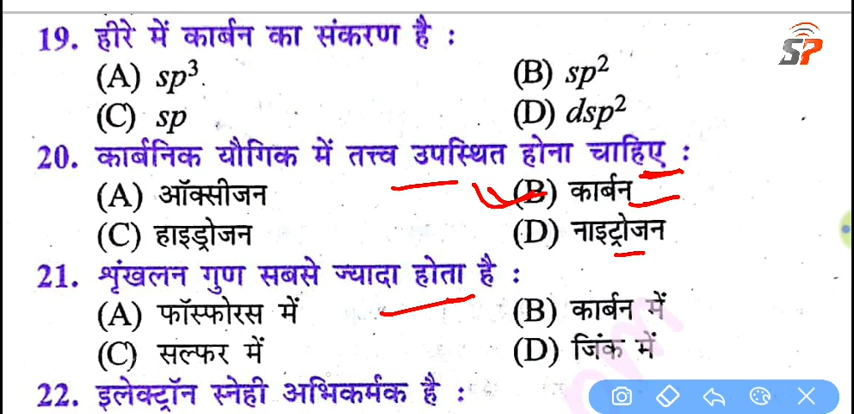 SP
19. हीरे में कार्बन का संकरण है :
(A) sp³. (B) sp²
(C) sp (D) dsp²
20. कार्बनिक यौगिक में तत्त्व उपस्थित होना चाहिए :
(A) ऑक्सीजन (B) कार्बन
(C) हाइड्रोजन (D) नाइट्रोजन
21. शृंखलन गुण सबसे ज्यादा होता है :
(A) फॉस्फोरस में (B) कार्बन में
(C) सल्फर में (D) जिंक में
22. इलेक्ट्रॉन स्नेही अभिकर्मक है :